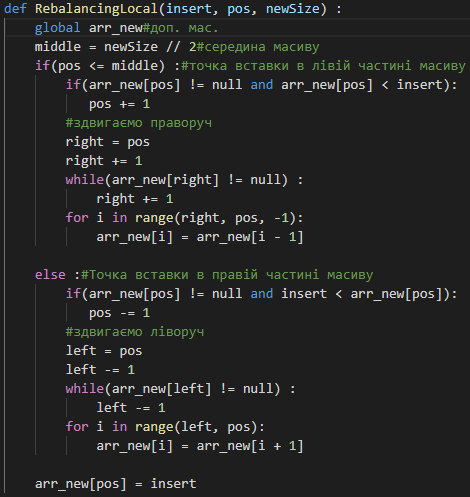 def RebalancingLocal(insert, pos, newSize) :
    global arr_new#доп. мас.
    middle = newSize // 2#середина масиву
    if(pos <= middle) :#точка вставки в лівій частині масиву
        if(arr_new[pos] != null and arr_new[pos] < insert):
           pos += 1
        #здвигаємо праворуч
        right = pos
        right += 1
        while(arr_new[right] != null) :
            right += 1
        for i in range(right, pos, -1):
            arr_new[i] = arr_new[i - 1]

    else :#Точка вставки в правій частині масиву
        if(arr_new[pos] != null and insert < arr_new[pos]):
           pos -= 1
        #здвигаємо ліворуч
        left = pos
        left -= 1
        while(arr_new[left] != null) :
            left -= 1
        for i in range(left, pos):
            arr_new[i] = arr_new[i + 1]

    arr_new[pos] = insert